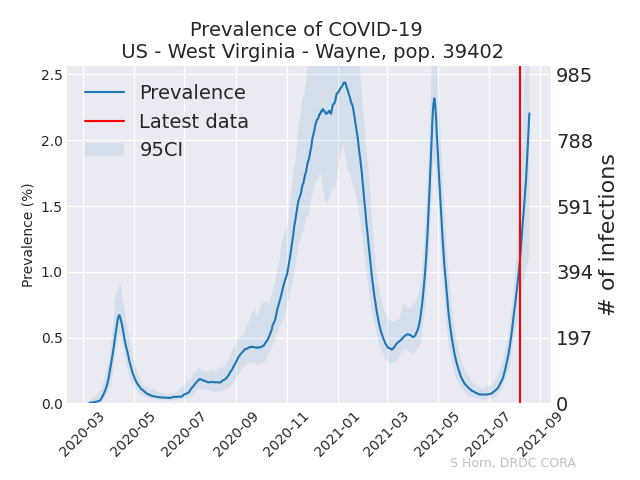 Prevalence of COVID-19
US - West Virginia - Wayne, pop. 39402
Prevalence
Latest data
95CI
Prevalence (%)
2.5
2.0
1.5
1.0
0.5
0.0
985
788
591
394
197
0
# of infections
2020-03
2020-05
2020-07
2020-09
2020-11
2021-01
2021-03
2021-05
2021-07
2021-09
S Horn, DRDC CORA